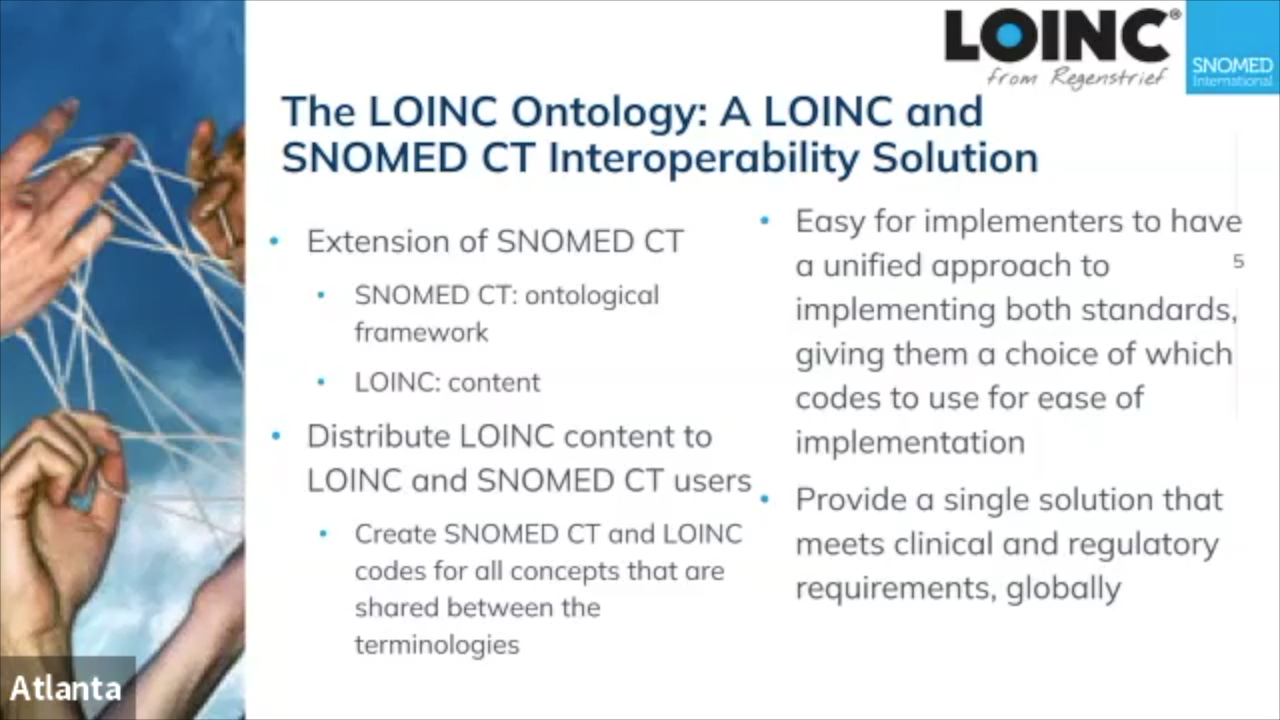 LOINC®
from Regenstrief
SNOMED
International
The LOINC Ontology: A LOINC and
SNOMED CT Interoperability Solution
• Extension of SNOMED CT
• SNOMED CT: ontological
framework
• LOINC: content
• Distribute LOINC content to
LOINC and SNOMED CT users
• Create SNOMED CT and LOINC
codes for all concepts that are
shared between the
terminologies
• Easy for implementers to have
a unified approach to
implementing both standards,
giving them a choice of which
codes to use for ease of
implementation
• Provide a single solution that
meets clinical and regulatory
requirements, globally
5
Atlanta